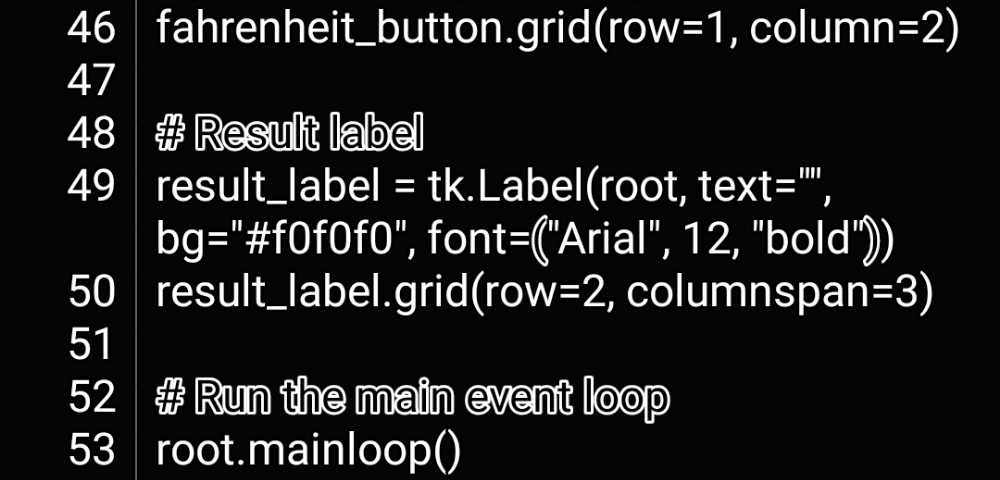 46 fahrenheit_button.grid(row=1, column=2)
47
48 # Result label
49 result_label = tk.Label(root, text="",
bg="#f0f0f0", font=("Arial", 12, "bold"))
50 result_label.grid(row=2, columnspan=3)
51
52 # Run the main event loop
53 root.mainloop()